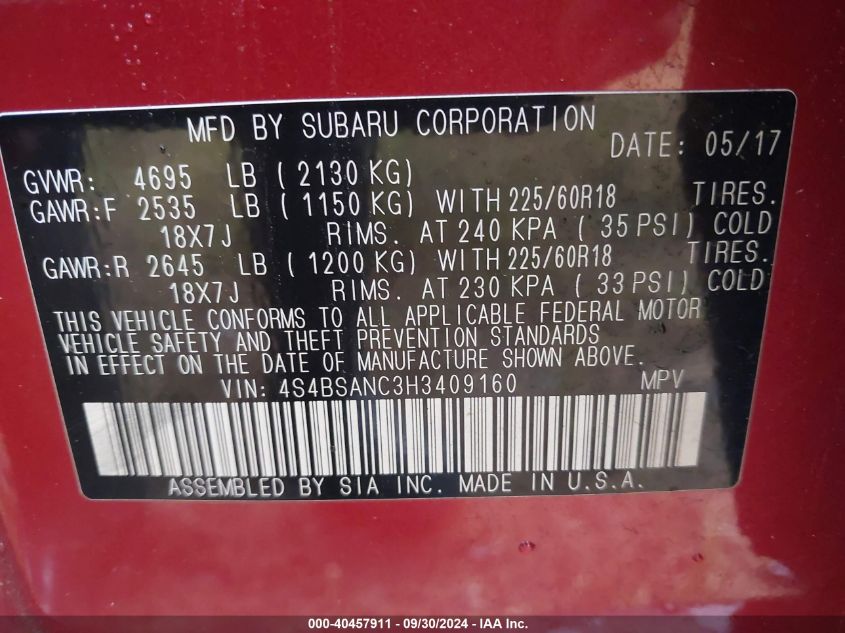 MFD BY SUBARU CORPORATION
DATE: 05/17
GVWR: 4695 LB ( 2130 KG)
GAWR:F 2535 LB ( 1150 KG) WITH 225/60R18 TIRES.
18X7J RIMS. AT 240 KPA ( 35 PSI) COLD
GAWR:R 2645 LB ( 1200 KG) WITH 225/60R18 TIRES.
18X7J RIMS. AT 230 KPA ( 33 PSI) COLD
THIS VEHICLE CONFORMS TO ALL APPLICABLE FEDERAL MOTOR
VEHICLE SAFETY AND THEFT PREVENTION STANDARDS
IN EFFECT ON THE DATE OF MANUFACTURE SHOWN ABOVE.
VIN: 4S4BSANC3H3409160 MPV
ASSEMBLED BY SIA INC. MADE IN U.S.A.
000-40457911 - 09/30/2024 - IAA Inc.